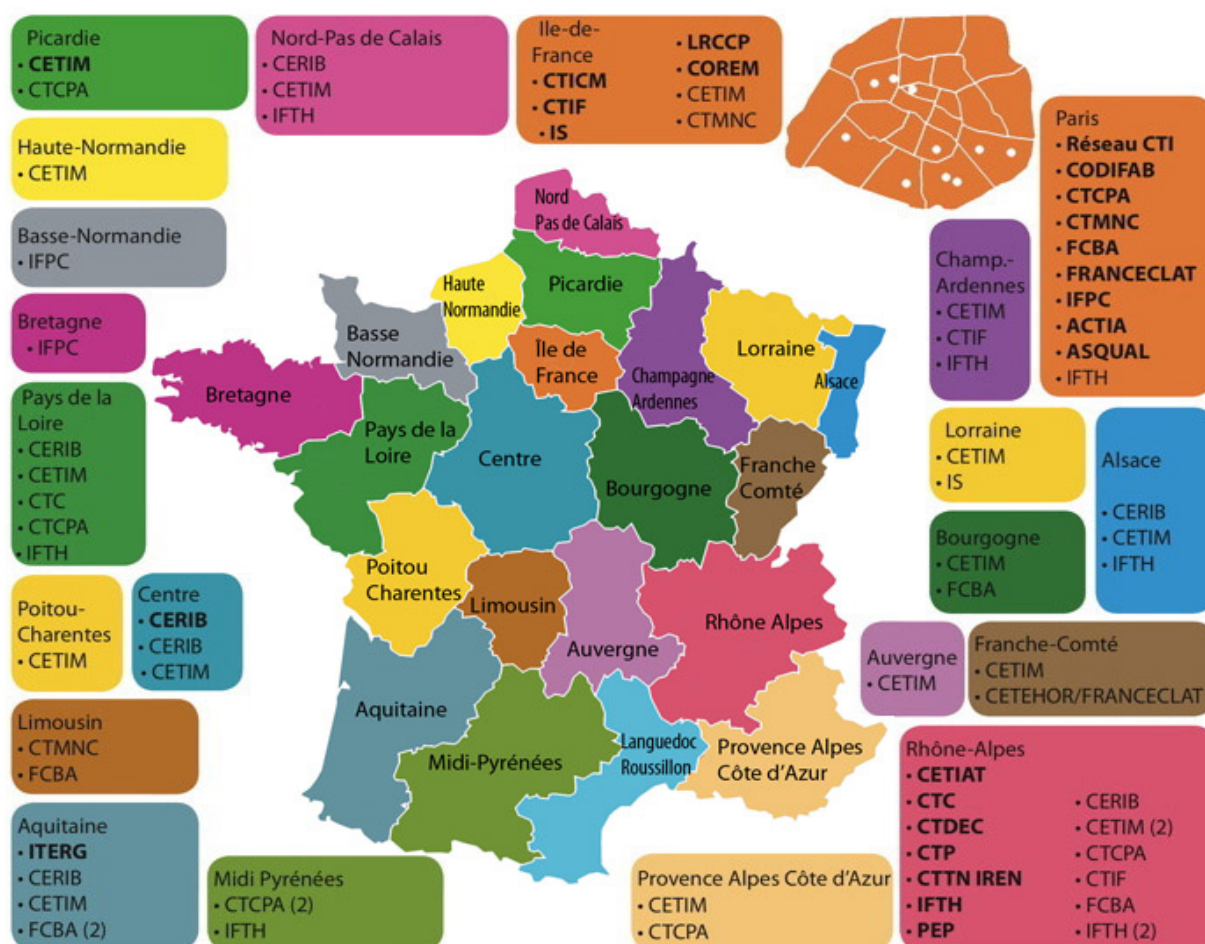 Picardie
• CETIM
• CTCPA
Nord-Pas de Calais
• CERIB
• CETIM
• IFTH
Ile-de-
France
• CTICM
• CTIF
• IS
• LRCCP
• COREM
• CETIM
• CTMNC
Paris
• Réseau CTI
• CODIFAB
• CTCPA
• CTMNC
• FCBA
• FRANCECLAT
• IFPC
• ACTIA
• ASQUAL
• IFTH
Haute-Normandie
• CETIM
Basse-Normandie
• IFPC
Bretagne
• IFPC
Pays de la
Loire
• CERIB
• CETIM
• CTC
• CTCPA
• IFTH
Poitou-
Charentes
• CETIM
Centre
• CERIB
• CERIB
• CETIM
Limousin
• CTMNC
• FCBA
Aquitaine
• ITERG
• CERIB
• CETIM
• FCBA (2)
Midi Pyrénées
• CTCPA (2)
• IFTH
Nord
Pas de Calais
Picardie
Haute
Normandie
Basse
Normandie
Île de
France
Champagne
Ardennes
Lorraine
Alsace
Bretagne
Pays de la
Loire
Centre
Bourgogne
Franche
Comté
Poitou
Charentes
Limousin
Auvergne
Rhône Alpes
Aquitaine
Midi-Pyrénées
Languedoc
Roussillon
Provence Alpes
Côte d'Azur
Champ.-
Ardennes
• CETIM
• CTIF
• IFTH
Lorraine
• CETIM
• IS
Alsace
• CERIB
• CETIM
• IFTH
Bourgogne
• CETIM
• FCBA
Auvergne
• CETIM
Franche-Comté
• CETIM
• CETEHOR/FRANCECLAT
Provence Alpes Côte d'Azur
• CETIM
• CTCPA
Rhône-Alpes
• CETIAT
• CTC
• CTDEC
• CTP
• CTTN IREN
• IFTH
• PEP
• CERIB
• CETIM (2)
• CTCPA
• CTIF
• FCBA
• IFTH (2)